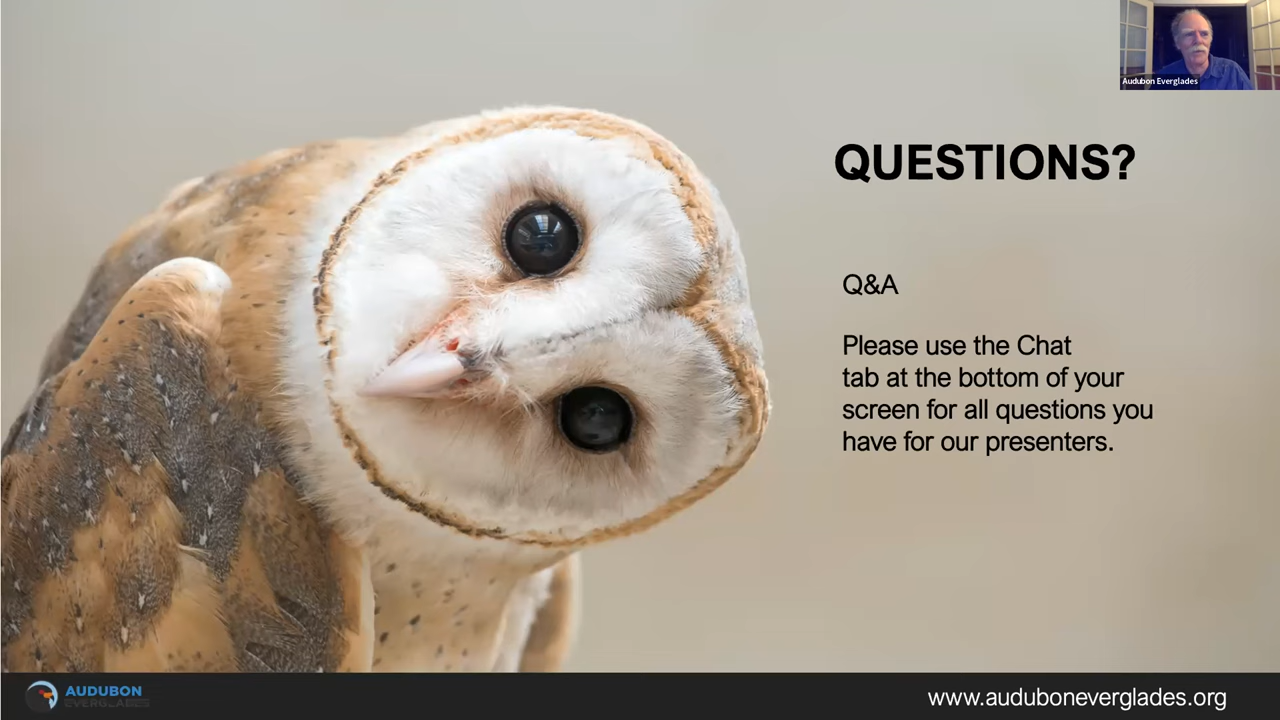 Audubon Everglades
QUESTIONS?
Q&A
Please use the Chat
tab at the bottom of your
screen for all questions you
have for our presenters.
AUDUBON
EVERGLADES
www.auduboneverglades.org